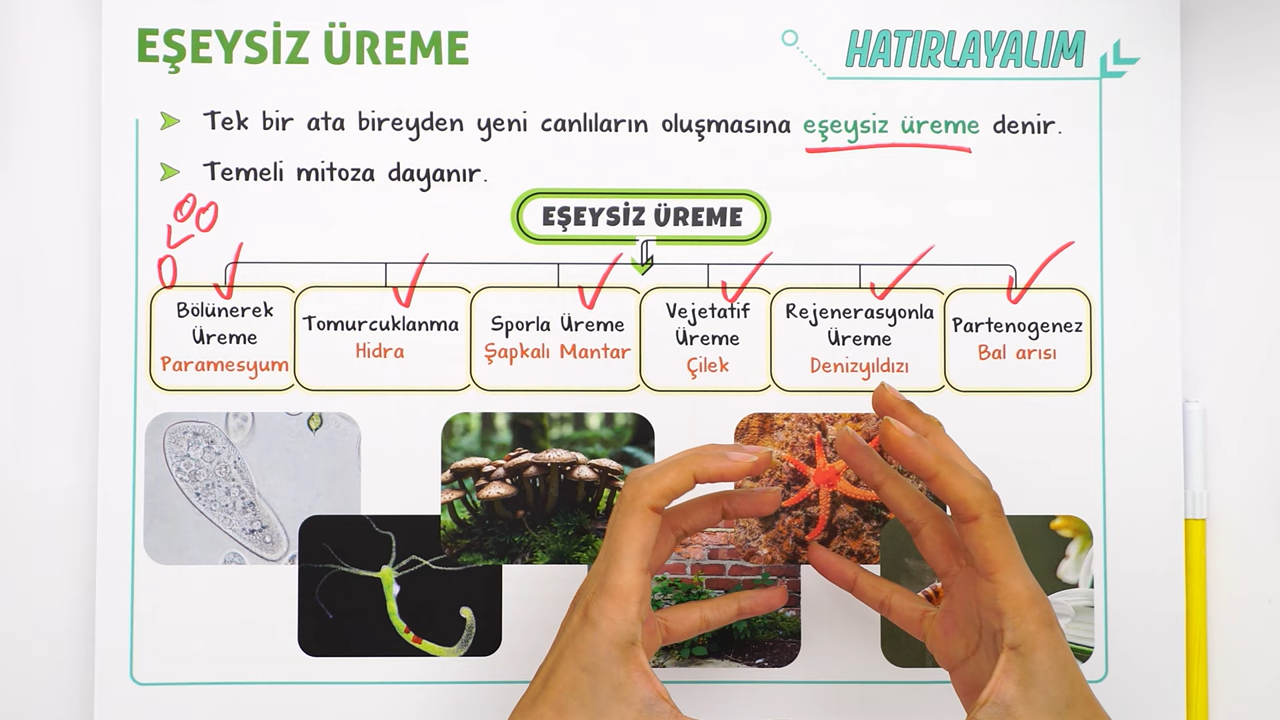 EŞEYSİZ ÜREME
HATIRLAYALIM
Tek bir ata bireyden yeni canlıların oluşmasına eşeysiz üreme denir.
Temeli mitoza dayanır.
EŞEYSİZ ÜREME
Bölünerek
Üreme
Paramesyum
Tomurcuklanma
Hidra
Sporla Üreme
Şapkalı Mantar
Vejetatif
Üreme
Çilek
Rejenerasyonla
Üreme
Denizyıldızı
Partenogenez
Bal arısı